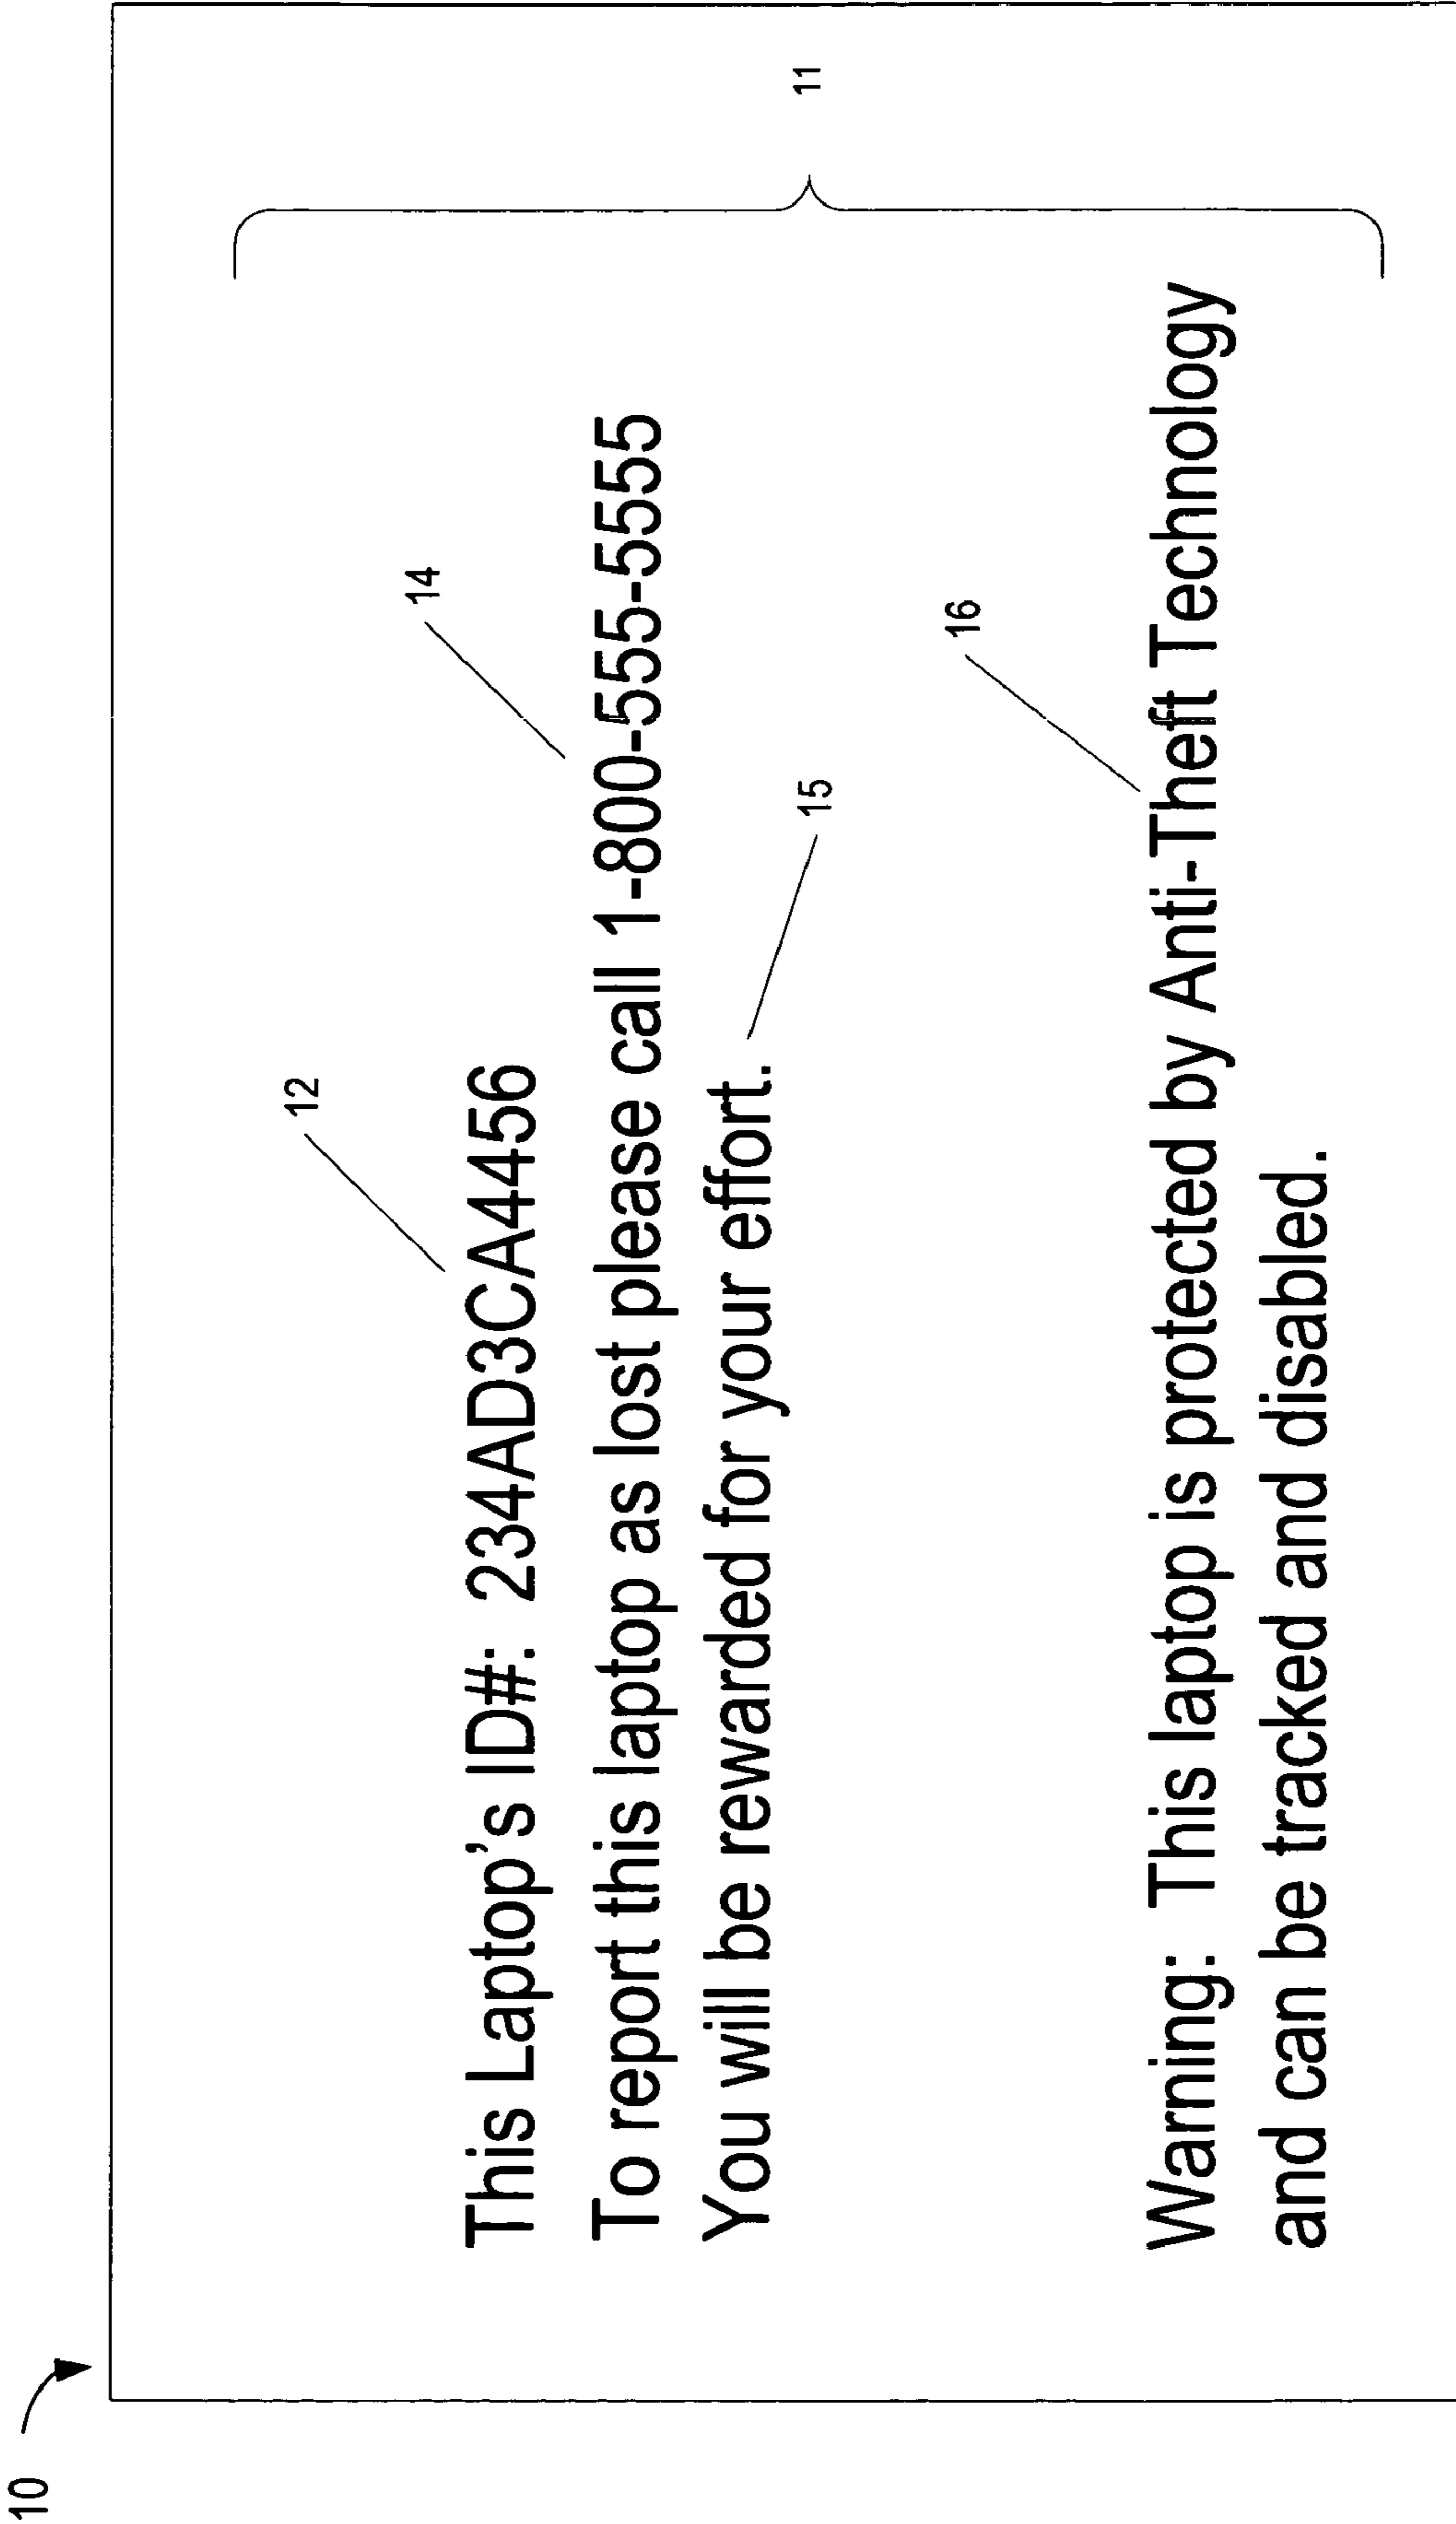 10
11
12
This Laptop's ID#: 234AD3CA4456
14
To report this laptop as lost please call 1-800-555-5555
You will be rewarded for your effort.
15
16
Warning: This laptop is protected by Anti-Theft Technology
and can be tracked and disabled.